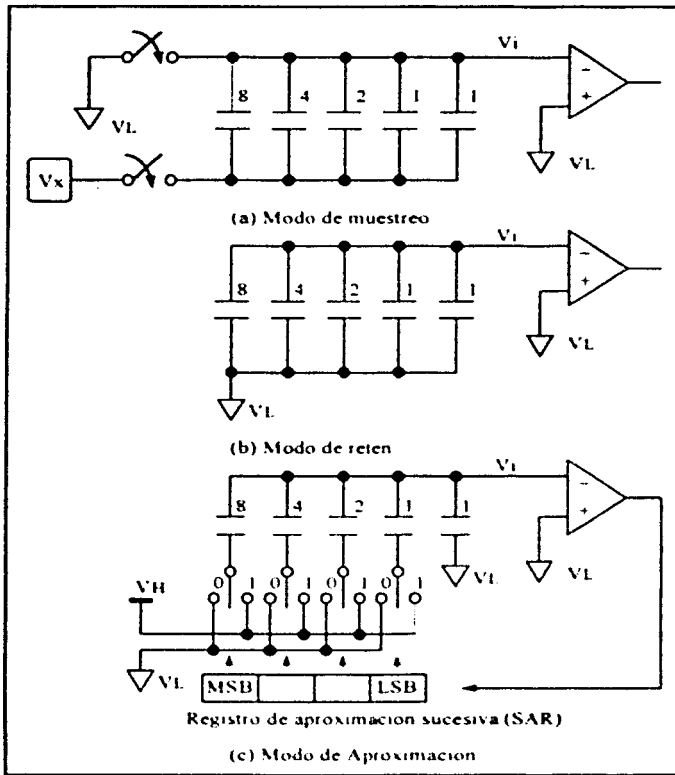 Vi
8 4 2 1 1
−
+
VL
VL
Vx
(a) Modo de muestreo
Vi
8 4 2 1 1
−
+
VL
VL
(b) Modo de reten
Vi
8 4 2 1 1
−
+
VH
0 1 0 1 0 1 0 1
VL
VL
VL
MSB LSB
Registro de aproximacion sucesiva (SAR)
(c) Modo de Aproximacion